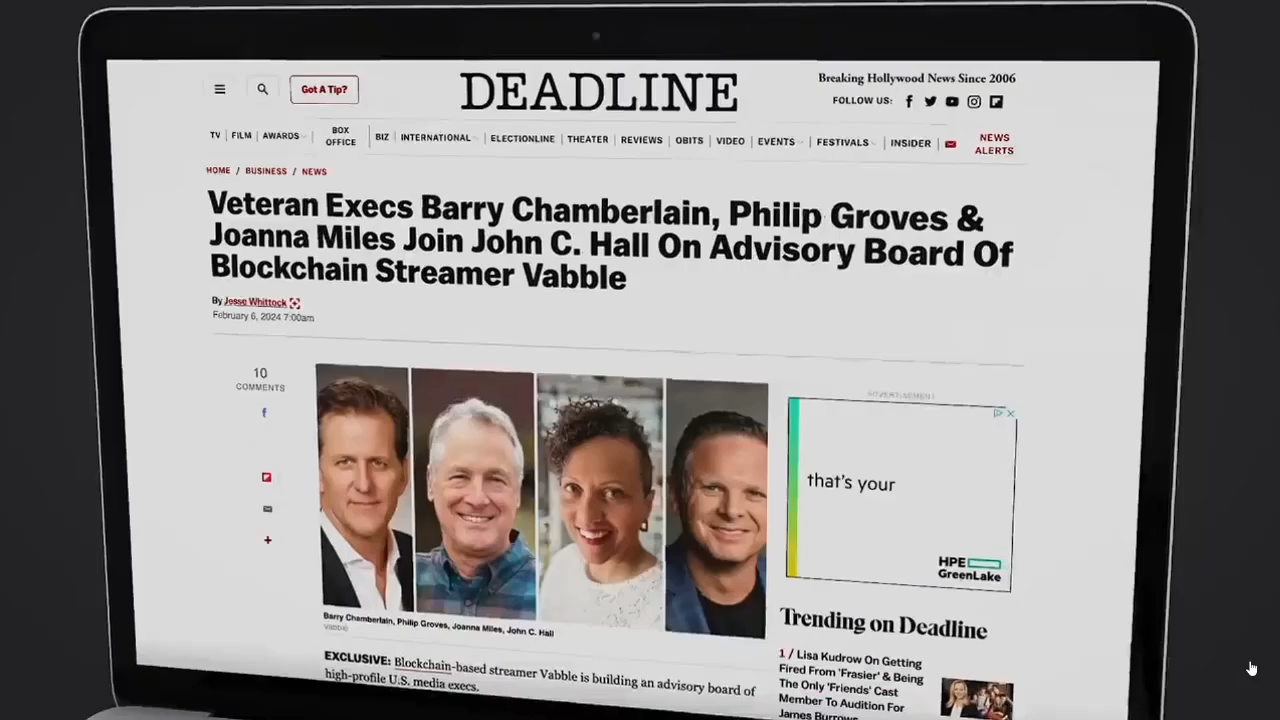 Got A Tip?
DEADLINE
Breaking Hollywood News Since 2006
FOLLOW US:
TV | FILM | AWARDS | BOX OFFICE | BIZ | INTERNATIONAL | ELECTIONLINE | THEATER | REVIEWS | OBITS | VIDEO | EVENTS | FESTIVALS | INSIDER
NEWS
ALERTS
HOME / BUSINESS / NEWS
Veteran Execs Barry Chamberlain, Philip Groves &
Joanna Miles Join John C. Hall On Advisory Board Of
Blockchain Streamer Vabble
By Jesse Whittock
February 6, 2024 7:00am
10
COMMENTS
ADVERTISEMENT
that's your
HPE
GreenLake
Barry Chamberlain, Philip Groves, Joanna Miles, John C. Hall
Vabble
EXCLUSIVE: Blockchain-based streamer Vabble is building an advisory board of
high-profile U.S. media execs.
Trending on Deadline
1 / Lisa Kudrow On Getting
Fired From 'Frasier' & Being
The Only 'Friends' Cast
Member To Audition For
James Burrows